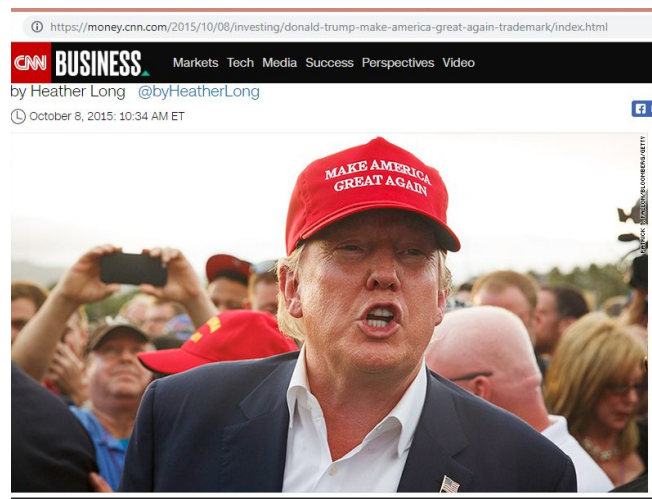 https://money.cnn.com/2015/10/08/investing/donald-trump-make-america-great-again-trademark/index.html
CNN BUSINESS Markets Tech Media Success Perspectives Video
by Heather Long @byHeatherLong
October 8, 2015: 10:34 AM ET
MAKE AMERICA
GREAT AGAIN